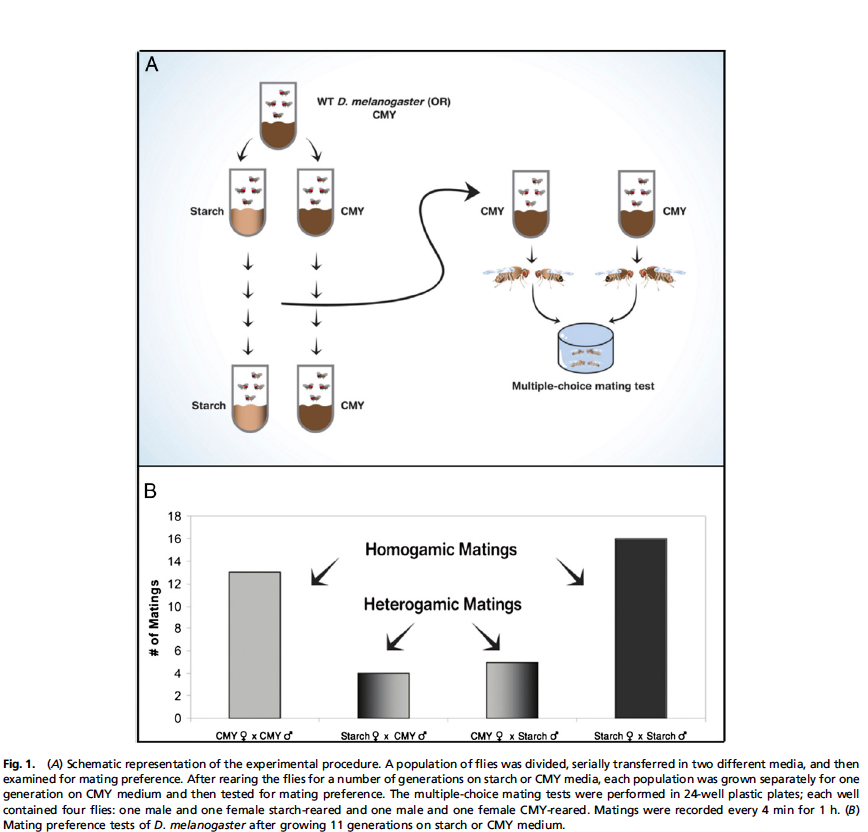 A
WT D. melanogaster (OR)
CMY
Starch
CMY
CMY
CMY
Multiple-choice mating test
Starch
CMY
B
18
16
14
12
10
8
6
4
2
0
# of Matings
Homogamic Matings
Heterogamic Matings
CMY ♀ x CMY ♂
Starch ♀ x CMY ♂
CMY ♀ x Starch ♂
Starch ♀ x Starch ♂
Fig. 1. (A) Schematic representation of the experimental procedure. A population of flies was divided, serially transferred in two different media, and then
examined for mating preference. After rearing the flies for a number of generations on starch or CMY media, each population was grown separately for one
generation on CMY medium and then tested for mating preference. The multiple-choice mating tests were performed in 24-well plastic plates; each well
contained four flies: one male and one female starch-reared and one male and one female CMY-reared. Matings were recorded every 4 min for 1 h. (B)
Mating preference tests of D. melanogaster after growing 11 generations on starch or CMY medium.